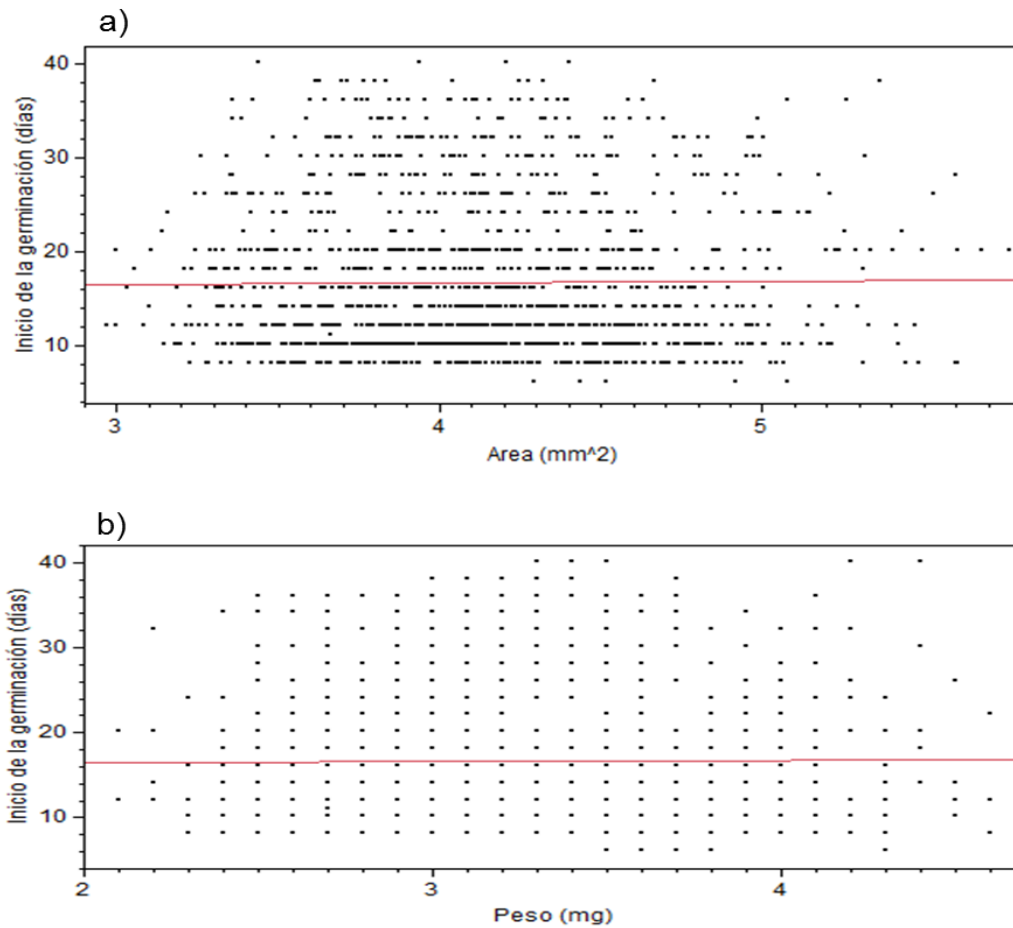 a)
Inicio de la germinación (días)
40
30
20
10
3
4
5
Area (mm^2)
b)
Inicio de la germinación (días)
40
30
20
10
2
3
4
Peso (mg)